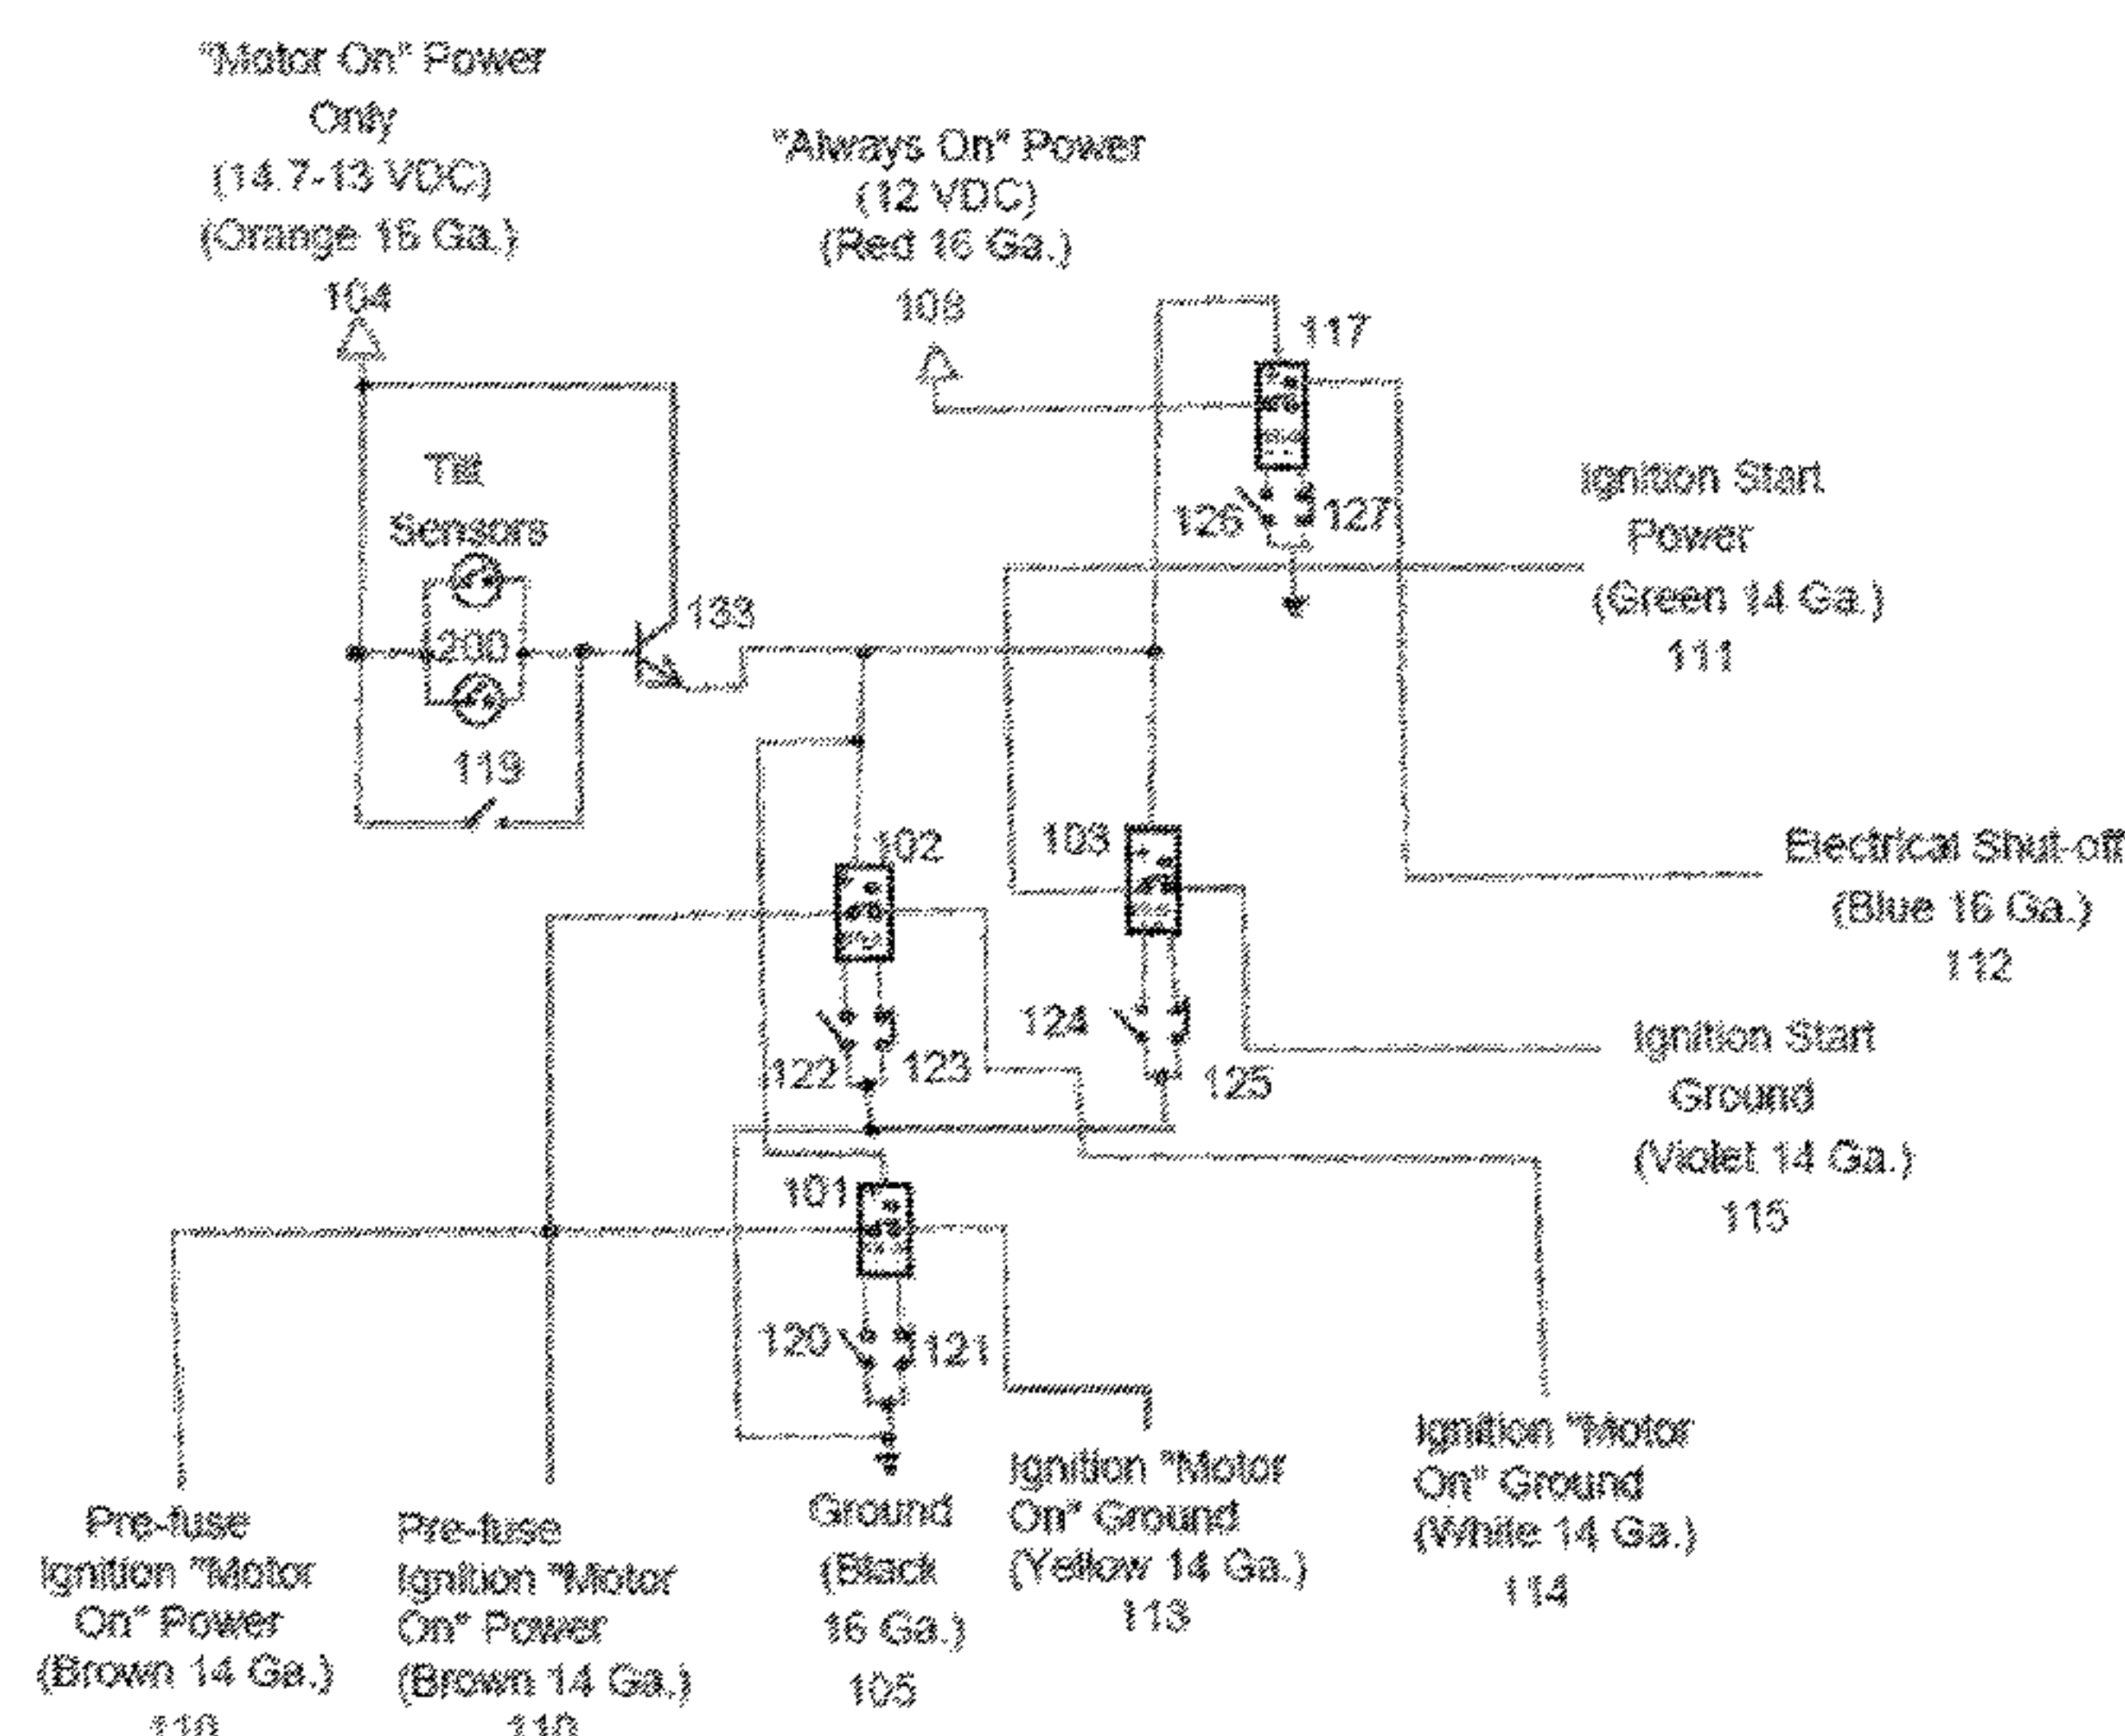 "Motor On" Power
Only
(14.7-13 VDC)
(Orange 16 Ga.)
104
"Always On" Power
(12 VDC)
(Red 16 Ga.)
108
117
Tilt
Sensors
200
119
133
126
127
Ignition Start
Power
(Green 14 Ga.)
111
102
103
Electrical Shut-off
(Blue 16 Ga.)
112
122
123
124
125
Ignition Start
Ground
(Violet 14 Ga.)
115
101
120
121
Pre-fuse
Ignition "Motor
On" Power
(Brown 14 Ga.)
110
Pre-fuse
Ignition "Motor
On" Power
(Brown 14 Ga.)
110
Ground
(Black
16 Ga.)
105
Ignition "Motor
On" Ground
(Yellow 14 Ga.)
113
Ignition "Motor
On" Ground
(White 14 Ga.)
114